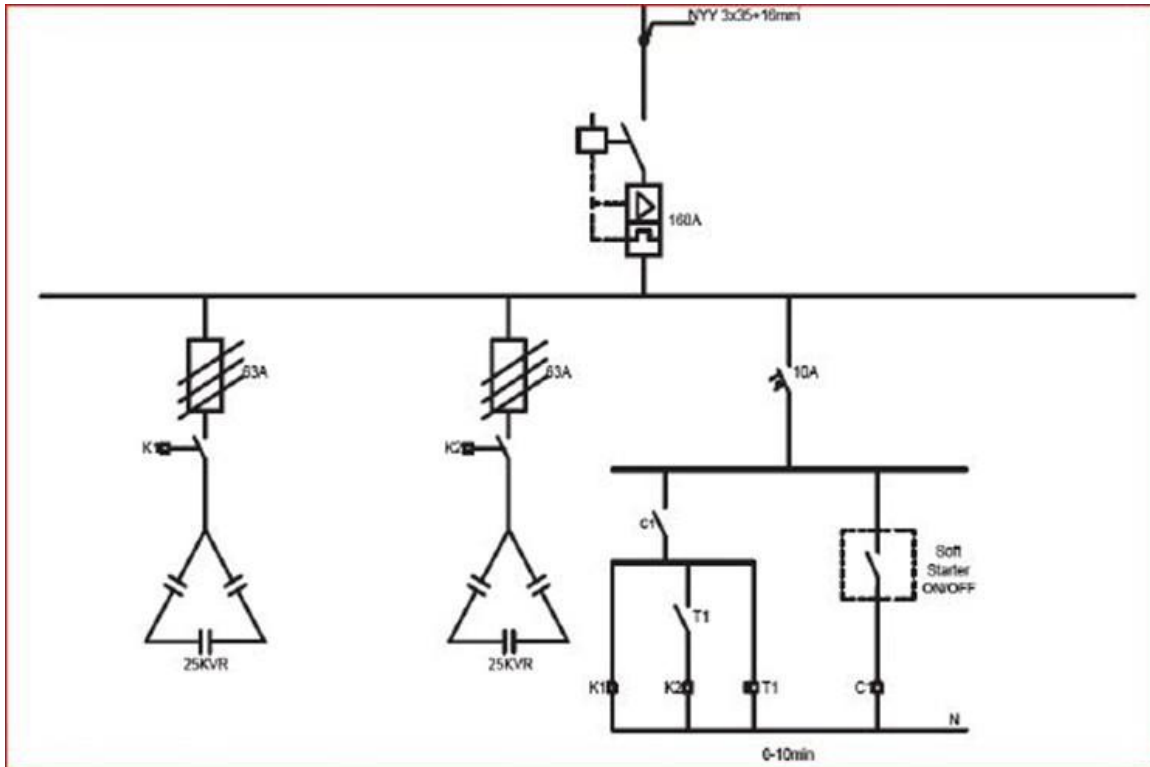 NYY 3x35+16mm
160A
63A
63A
10A
K1
K2
C1
Soft
Starter
ON/OFF
T1
25KVR
25KVR
K1
K2
T1
C1
N
0-10min